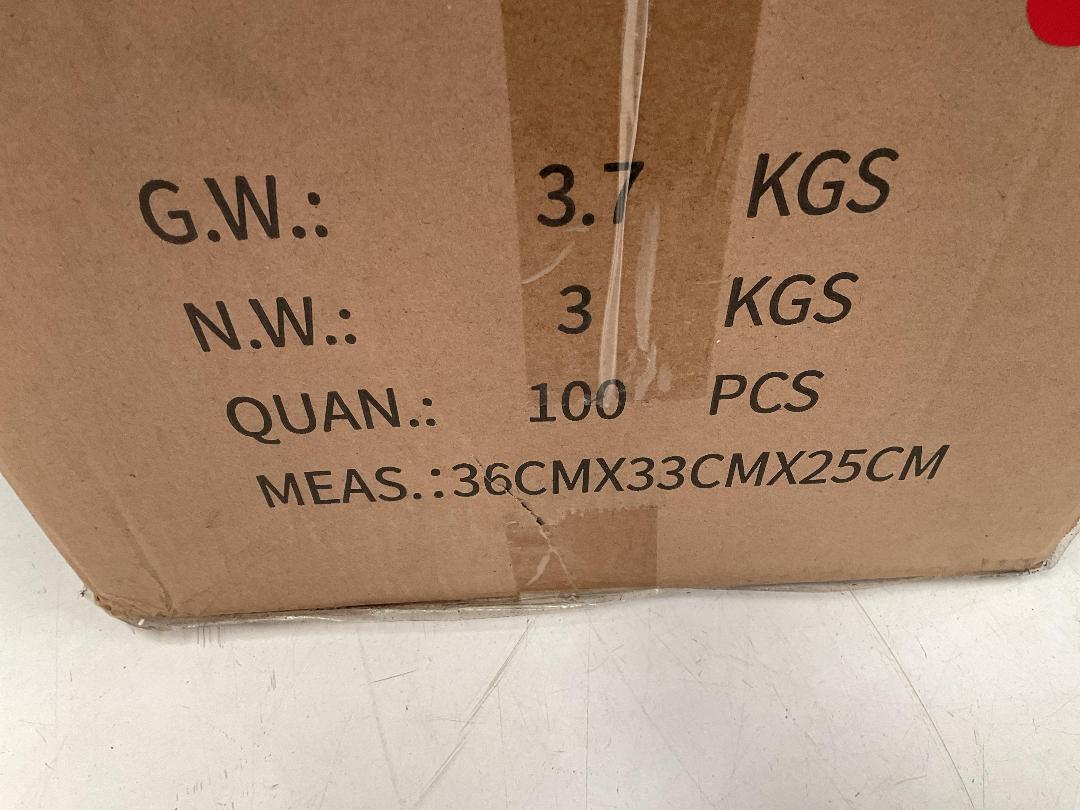 G.W.: 3.7 KGS
N.W.: 3 KGS
QUAN.: 100 PCS
MEAS.:36CMX33CMX25CM